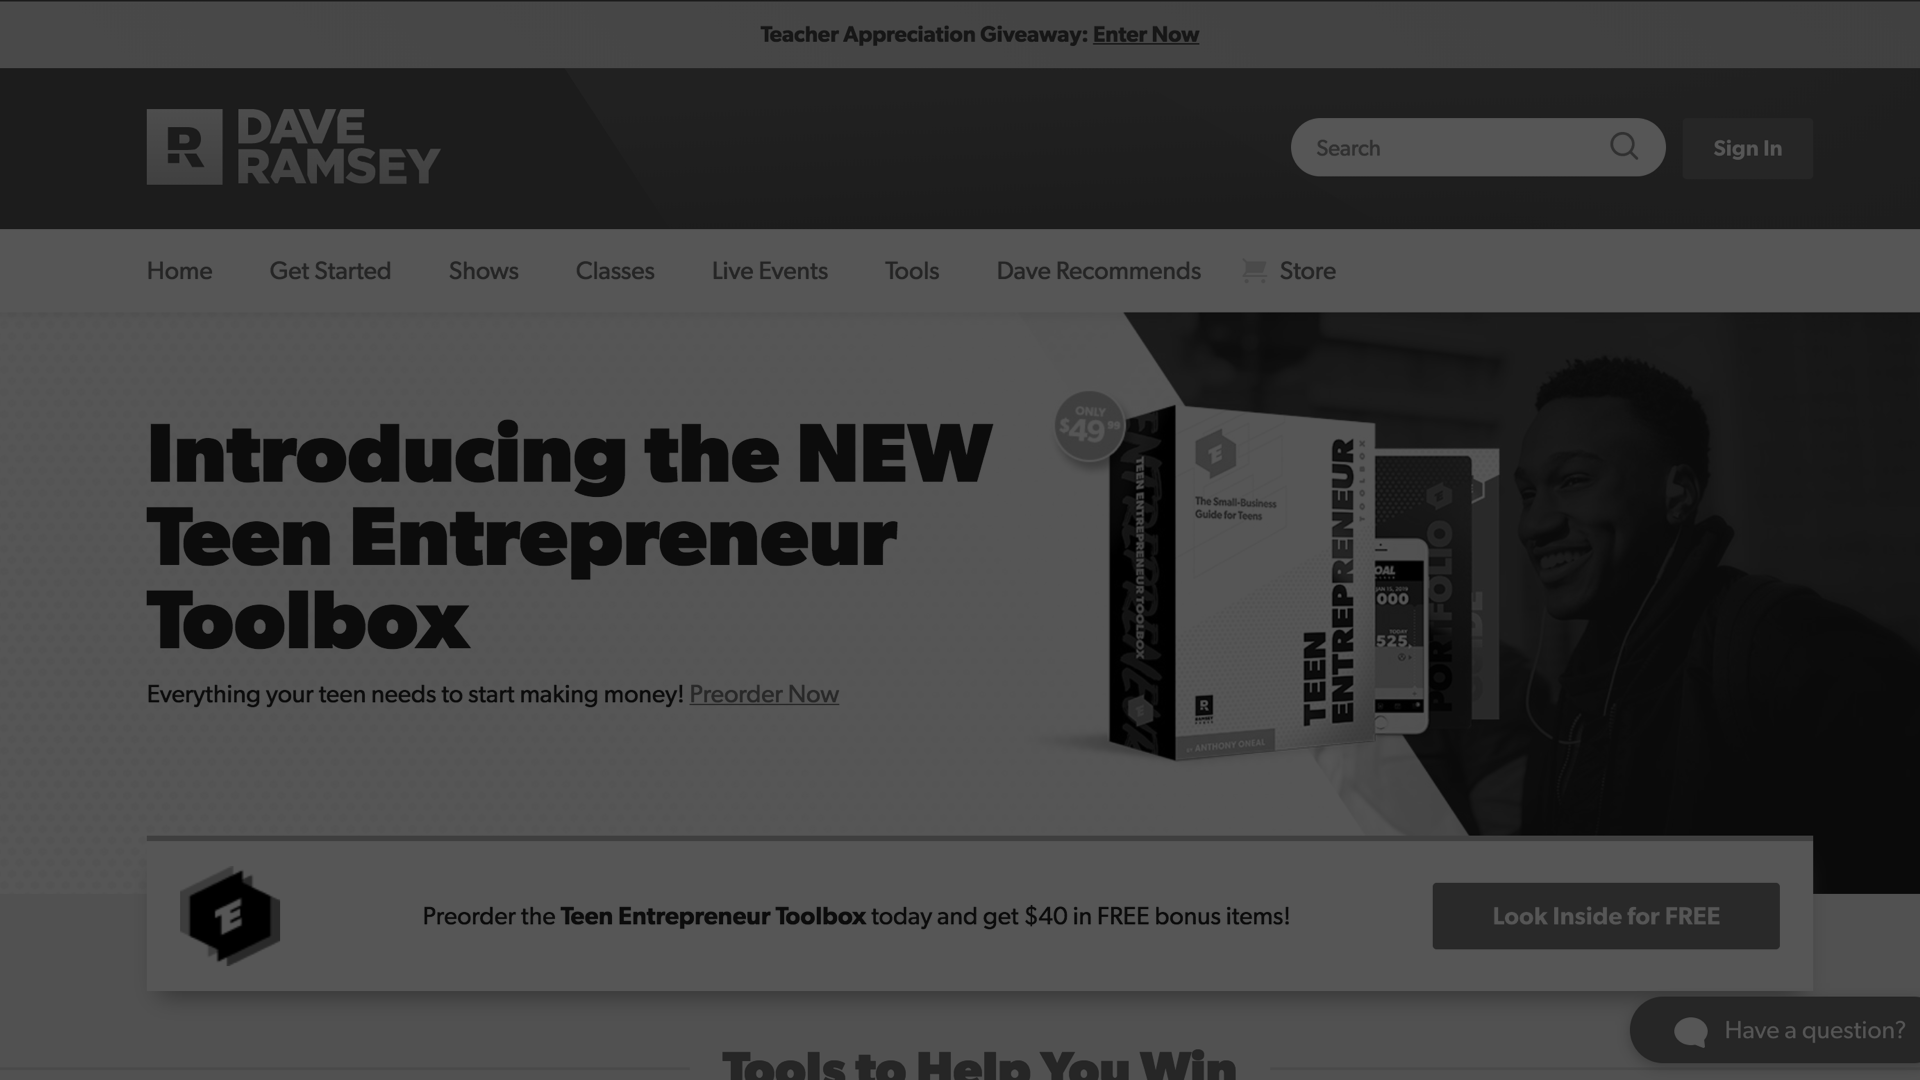 Teacher Appreciation Giveaway: Enter Now
R DAVE
RAMSEY
Search
Sign In
Home
Get Started
Shows
Classes
Live Events
Tools
Dave Recommends
Store
Introducing the NEW
Teen Entrepreneur
Toolbox
Everything your teen needs to start making money! Preorder Now
ONLY
$49.99
TEEN ENTREPRENEUR TOOLBOX
The Small-Business
Guide for Teens
TEEN
ENTREPRENEUR
TOOLBOX
BY ANTHONY ONEAL
PORTFOLIO
TODAY
TE
Preorder the Teen Entrepreneur Toolbox today and get $40 in FREE bonus items!
Look Inside for FREE
Have a question?
Tools to Help You Win